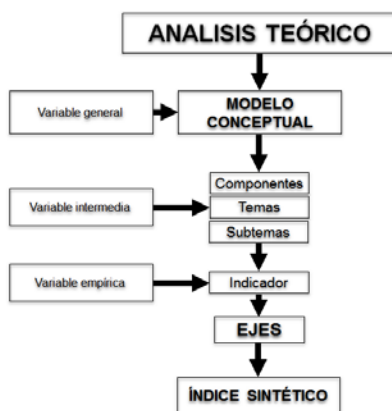 ANALISIS TEÓRICO
Variable general
MODELO
CONCEPTUAL
Componentes
Variable intermedia
Temas
Subtemas
Variable empírica
Indicador
EJES
ÍNDICE SINTÉTICO